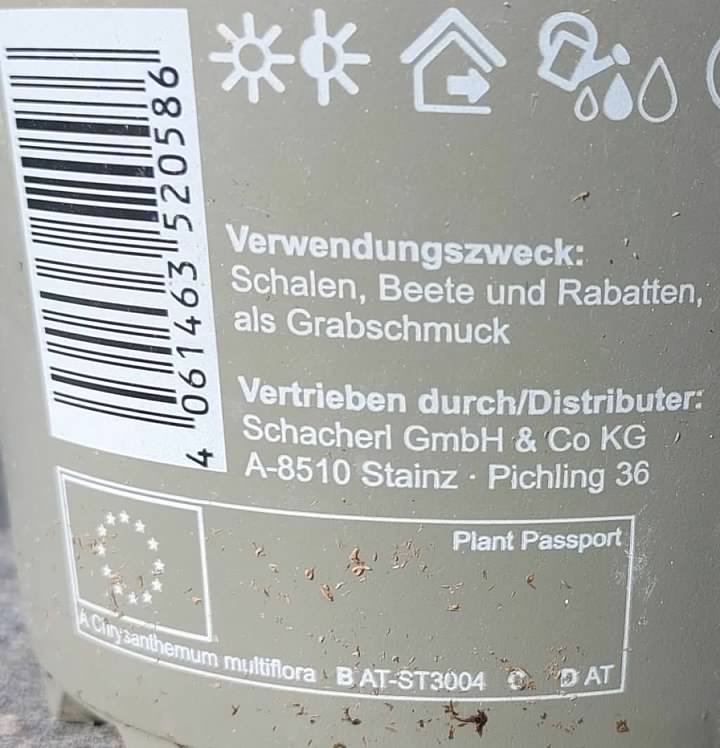 4 061463 520586
Verwendungszweck:
Schalen, Beete und Rabatten,
als Grabschmuck
Vertrieben durch/Distributer:
Schacherl GmbH & Co KG
A-8510 Stainz · Pichling 36
Plant Passport
A Chrysanthemum multiflora B AT-ST3004 C D AT